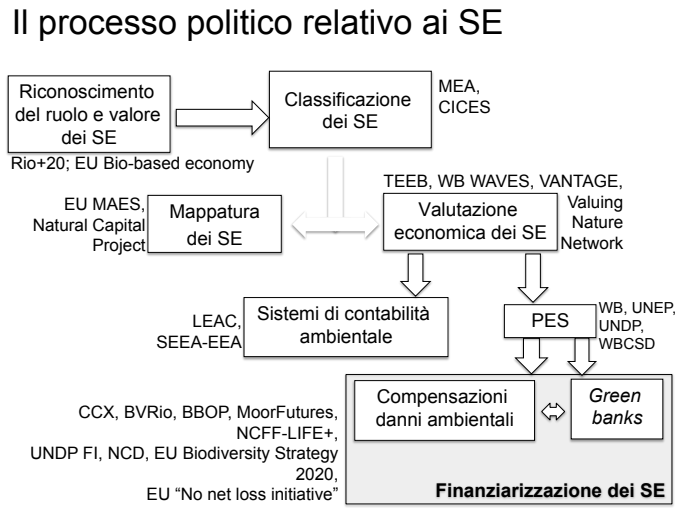 Il processo politico relativo ai SE
Riconoscimento
del ruolo e valore
dei SE
Rio+20; EU Bio-based economy
Classificazione
dei SE
MEA,
CICES
EU MAES,
Natural Capital
Project
Mappatura
dei SE
TEEB, WB WAVES, VANTAGE,
Valuing
Nature
Network
Valutazione
economica dei SE
LEAC,
SEEA-EEA
Sistemi di contabilità
ambientale
PES
WB, UNEP,
UNDP,
WBCSD
CCX, BVRio, BBOP, MoorFutures,
NCFF-LIFE+,
UNDP FI, NCD, EU Biodiversity Strategy
2020,
EU “No net loss initiative”
Compensazioni
danni ambientali
Green
banks
Finanziarizzazione dei SE